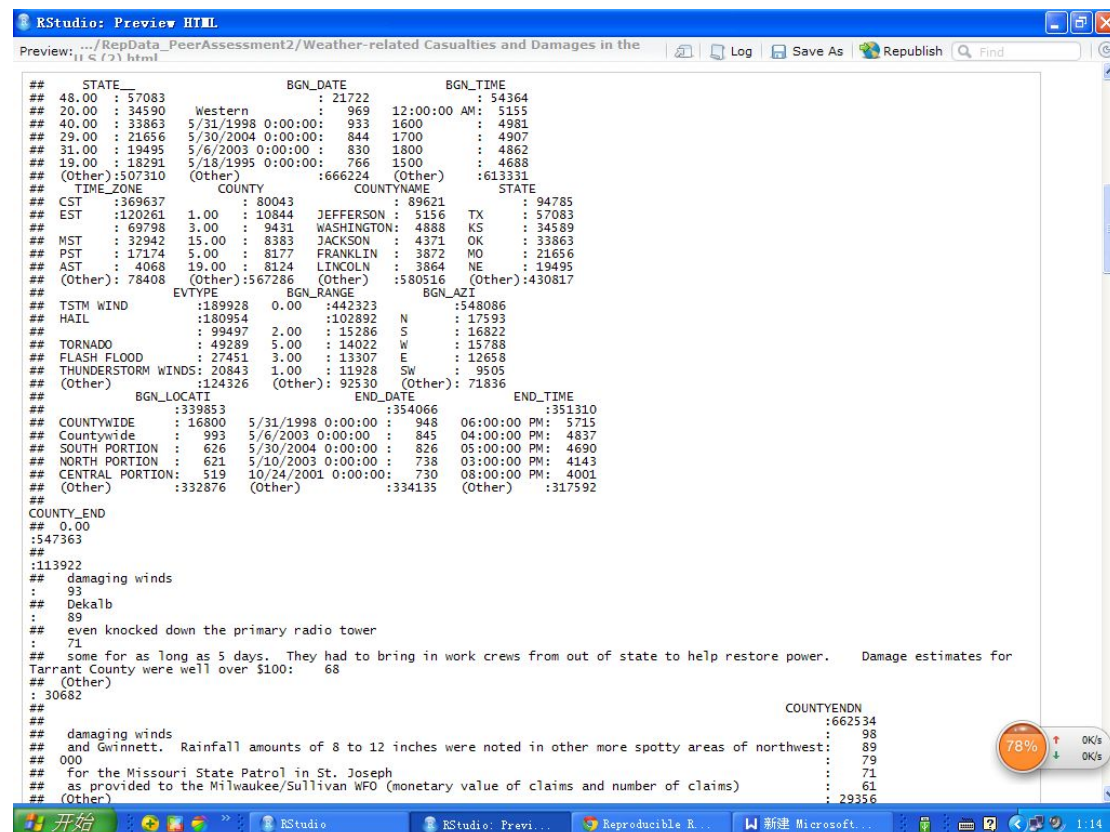 RStudio: Preview HTML
Preview: .../RepData_PeerAssessment2/Weather-related Casualties and Damages in the U.S (2).html Log Save As Republish Find
##     STATE__                  BGN_DATE             BGN_TIME
##  48.00  : 57083                   : 21722              : 54364
##  20.00  : 34590    Western        :   969   12:00:00 AM:  5155
##  40.00  : 33863   5/31/1998 0:00:00:   933   1600       :  4981
##  29.00  : 21656   5/30/2004 0:00:00:   844   1700       :  4907
##  31.00  : 19495   5/6/2003 0:00:00 :   830   1800       :  4862
##  19.00  : 18291   5/18/1995 0:00:00:   766   1500       :  4688
##  (Other):507310   (Other)          :666224   (Other)    :613331
##    TIME_ZONE         COUNTY            COUNTYNAME         STATE
##  CST    :369637          : 80043             : 89621          : 94785
##  EST    :120261   1.00   : 10844   JEFFERSON :  5156   TX     : 57083
##         : 69798   3.00   :  9431   WASHINGTON:  4888   KS     : 34589
##  MST    : 32942   15.00  :  8383   JACKSON   :  4371   OK     : 33863
##  PST    : 17174   5.00   :  8177   FRANKLIN  :  3872   MO     : 21656
##  AST    :  4068   19.00  :  8124   LINCOLN   :  3864   NE     : 19495
##  (Other): 78408   (Other):567286   (Other)   :580516   (Other):430817
##                EVTYPE         BGN_RANGE         BGN_AZI
##  TSTM WIND         :189928   0.00   :442323          :548086
##  HAIL              :180954          :102892   N      : 17593
##                    : 99497   2.00   : 15286   S      : 16822
##  TORNADO           : 49289   5.00   : 14022   W      : 15788
##  FLASH FLOOD       : 27451   3.00   : 13307   E      : 12658
##  THUNDERSTORM WINDS: 20843   1.00   : 11928   SW     :  9505
##  (Other)           :124326   (Other): 92530   (Other): 71836
##           BGN_LOCATI                  END_DATE             END_TIME
##                 :339853                     :354066              :351310
##  COUNTYWIDE     : 16800   5/31/1998 0:00:00 :   948   06:00:00 PM:  5715
##  Countywide     :   993   5/6/2003 0:00:00  :   845   04:00:00 PM:  4837
##  SOUTH PORTION  :   626   5/30/2004 0:00:00 :   826   05:00:00 PM:  4690
##  NORTH PORTION  :   621   5/10/2003 0:00:00 :   738   03:00:00 PM:  4143
##  CENTRAL PORTION:   519   10/24/2001 0:00:00:   730   08:00:00 PM:  4001
##  (Other)        :332876   (Other)           :334135   (Other)    :317592
##
COUNTY_END
##  0.00
:547363
##
:113922
##   damaging winds
:    93
##   Dekalb
:    89
##   even knocked down the primary radio tower
:    71
##   some for as long as 5 days.  They had to bring in work crews from out of state to help restore power.    Damage estimates for
Tarrant County were well over $100:    68
##  (Other)
: 30682
##                                                  COUNTYENDN
##                                                       :662534
##   damaging winds                                      :    98
##   and Gwinnett.  Rainfall amounts of 8 to 12 inches were noted in other more spotty areas of northwest:    89
##  000                                                  :    79
##   for the Missouri State Patrol in St. Joseph         :    71
##   as provided to the Milwaukee/Sullivan WFO (monetary value of claims and number of claims)    :    61
##  (Other)                                              : 29356
78%
0K/s
0K/s
开始 RStudio RStudio: Previ... Reproducible R... 新建 Microsoft... 1:14